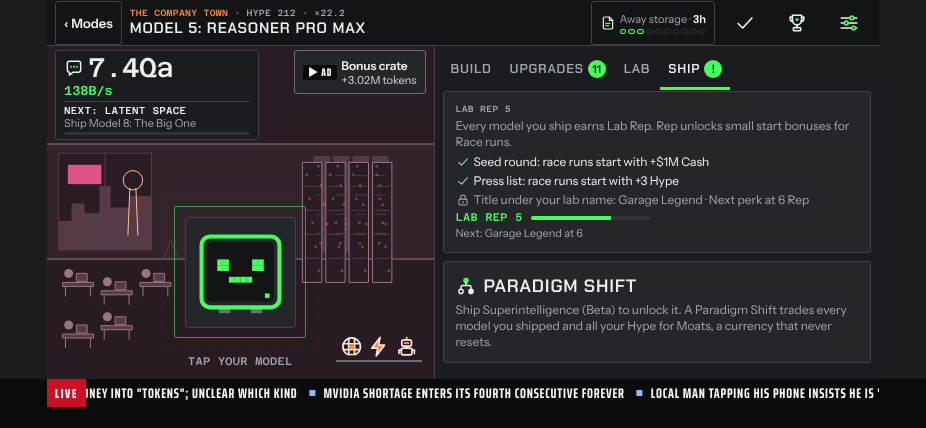 ‹ Modes
THE COMPANY TOWN · HYPE 212 · ×22.2
MODEL 5: REASONER PRO MAX
Away storage · 3h
7.40a
138B/s
NEXT: LATENT SPACE
Ship Model 8: The Big One
AD
Bonus crate
+3.02M tokens
TAP YOUR MODEL
BUILD
UPGRADES 11
LAB
SHIP !
LAB REP 5
Every model you ship earns Lab Rep. Rep unlocks small start bonuses for
Race runs.
Seed round: race runs start with +$1M Cash
Press list: race runs start with +3 Hype
Title under your lab name: Garage Legend · Next perk at 6 Rep
LAB REP 5
Next: Garage Legend at 6
PARADIGM SHIFT
Ship Superintelligence (Beta) to unlock it. A Paradigm Shift trades every
model you shipped and all your Hype for Moats, a currency that never
resets.
LIVE ONEY INTO "TOKENS"; UNCLEAR WHICH KIND ■ MVIDIA SHORTAGE ENTERS ITS FOURTH CONSECUTIVE FOREVER ■ LOCAL MAN TAPPING HIS PHONE INSISTS HE IS '